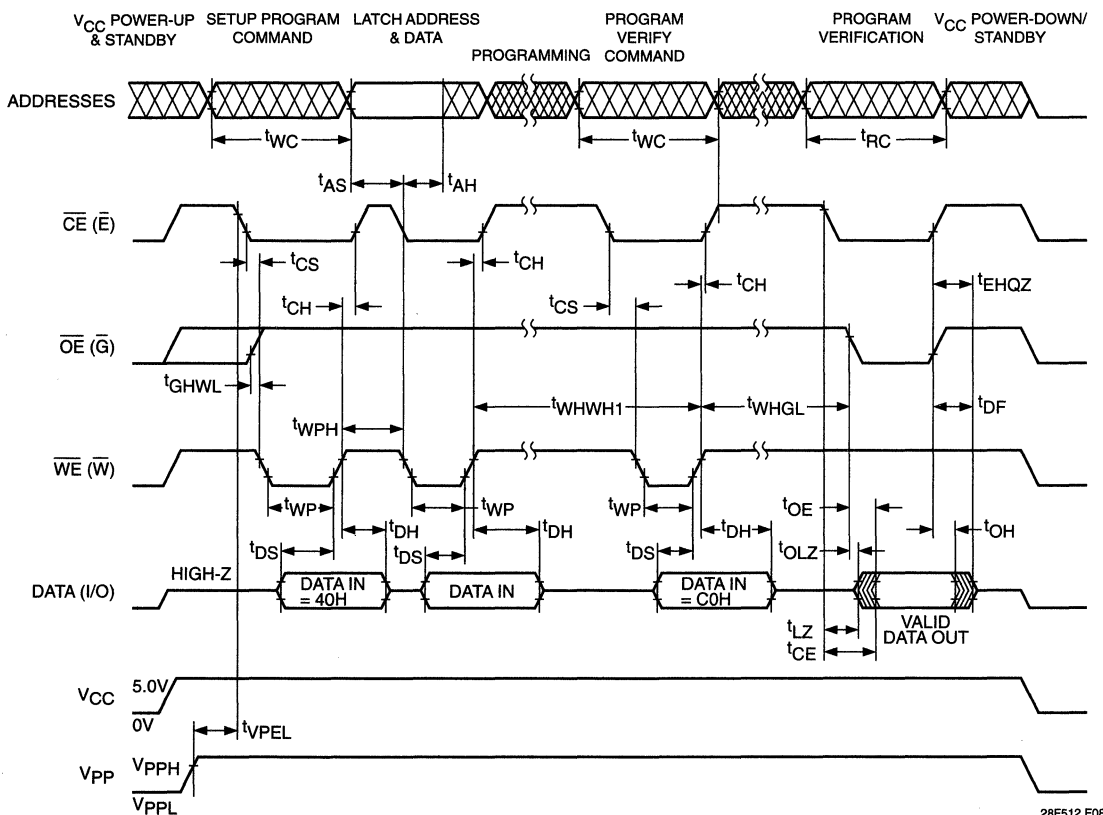 VCC POWER-UP
& STANDBY
SETUP PROGRAM
COMMAND
LATCH ADDRESS
& DATA
PROGRAMMING
PROGRAM
VERIFY
COMMAND
PROGRAM
VERIFICATION
VCC POWER-DOWN/
STANDBY
ADDRESSES
tWC
tWC
tRC
tAS
tAH
CE (E)
tCS
tCH
tCH
tCS
tCH
tEHQZ
OE (G)
tGHWL
tWPH
tWHWH1
tWHGL
tDF
WE (W)
tWP
tWP
tWP
tOE
tDH
tDH
tDH
tOH
tDS
tDS
tDS
tOLZ
DATA (I/O)
HIGH-Z
DATA IN
= 40H
DATA IN
DATA IN
= C0H
VALID
DATA OUT
tLZ
tCE
VCC
5.0V
0V
tVPEL
VPP
VPPH
VPPL
28F512 F08